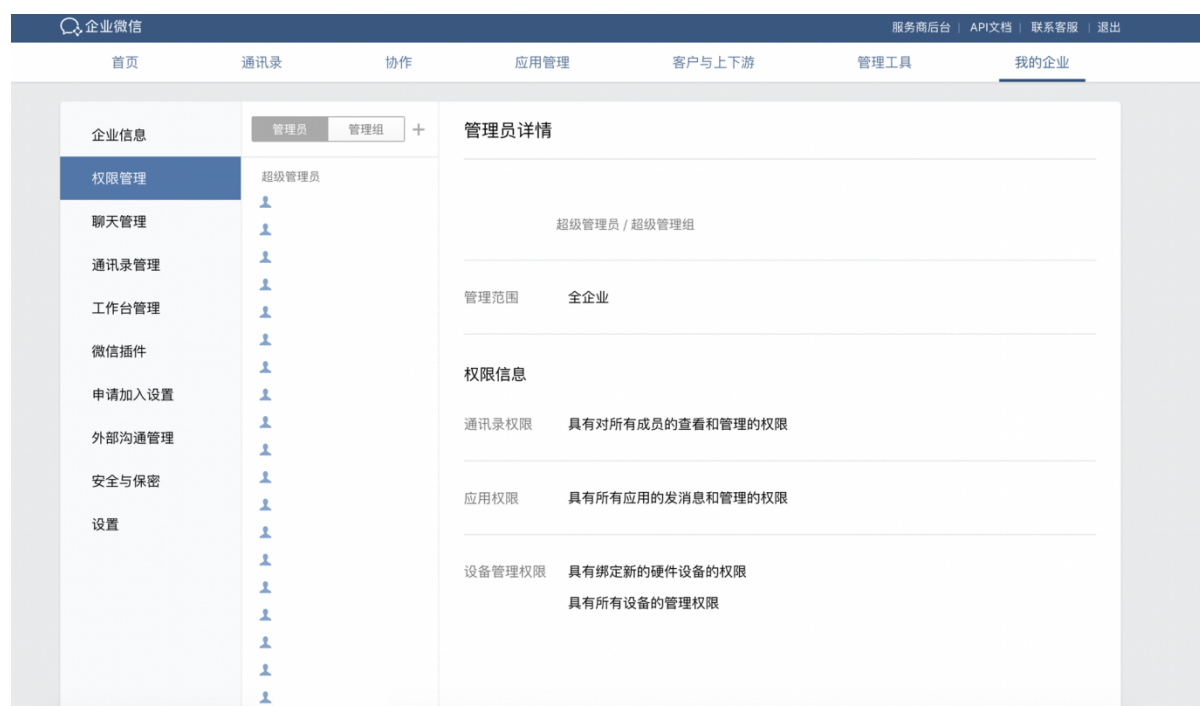 企业微信
服务商后台 | API文档 | 联系客服 | 退出
首页 通讯录 协作 应用管理 客户与上下游 管理工具 我的企业
企业信息
权限管理
聊天管理
通讯录管理
工作台管理
微信插件
申请加入设置
外部沟通管理
安全与保密
设置
管理员 管理组 +
超级管理员
管理员详情
超级管理员 / 超级管理组
管理范围 全企业
权限信息
通讯录权限 具有对所有成员的查看和管理的权限
应用权限 具有所有应用的发消息和管理的权限
设备管理权限 具有绑定新的硬件设备的权限
具有所有设备的管理权限